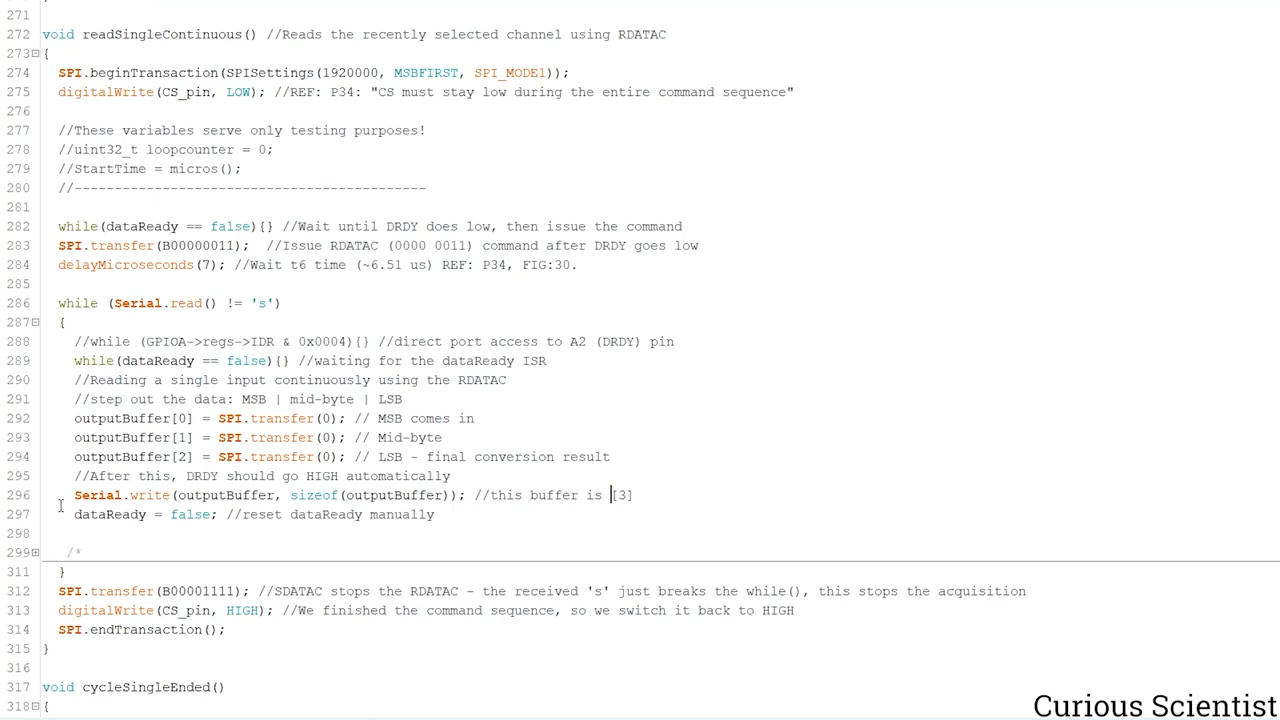 271
272 void readSingleContinuous() //Reads the recently selected channel using RDATAC
273 {
274 SPI.beginTransaction(SPISettings(1920000, MSBFIRST, SPI_MODE1));
275 digitalWrite(CS_pin, LOW); //REF: P34: "CS must stay low during the entire command sequence"
276
277 //These variables serve only testing purposes!
278 //uint32_t loopcounter = 0;
279 //StartTime = micros();
280 //--------------------------------------------
281
282 while(dataReady == false){} //Wait until DRDY does low, then issue the command
283 SPI.transfer(B00000011);  //Issue RDATAC (0000 0011) command after DRDY goes low
284 delayMicroseconds(7); //Wait t6 time (~6.51 us) REF: P34, FIG:30.
285
286 while (Serial.read() != 's')
287 {
288 //while (GPIOA->regs->IDR & 0x0004){} //direct port access to A2 (DRDY) pin
289 while(dataReady == false){} //waiting for the dataReady ISR
290 //Reading a single input continuously using the RDATAC
291 //step out the data: MSB | mid-byte | LSB
292 outputBuffer[0] = SPI.transfer(0); // MSB comes in
293 outputBuffer[1] = SPI.transfer(0); // Mid-byte
294 outputBuffer[2] = SPI.transfer(0); // LSB - final conversion result
295 //After this, DRDY should go HIGH automatically
296 Serial.write(outputBuffer, sizeof(outputBuffer)); //this buffer is [3]
297 dataReady = false; //reset dataReady manually
298
299 /*
311 }
312 SPI.transfer(B00001111); //SDATAC stops the RDATAC - the received 's' just breaks the while(), this stops the acquisition
313 digitalWrite(CS_pin, HIGH); //We finished the command sequence, so we switch it back to HIGH
314 SPI.endTransaction();
315 }
316
317 void cycleSingleEnded()
318 {
Curious Scientist